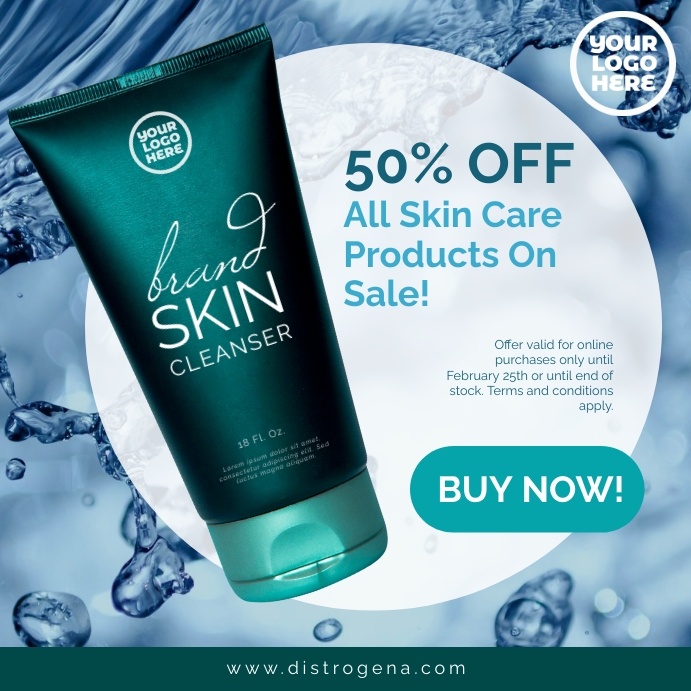 YOUR
LOGO
HERE
YOUR
LOGO
HERE
50% OFF
All Skin Care
Products On
Sale!
brand
SKIN
CLEANSER
18 Fl. Oz.
Lorem ipsum dolor sit amet,
consectetur adipiscing elit. Sed
luctus magna aliquam.
Offer valid for online
purchases only until
February 25th or until end of
stock. Terms and conditions
apply.
BUY NOW!
www.distrogena.com